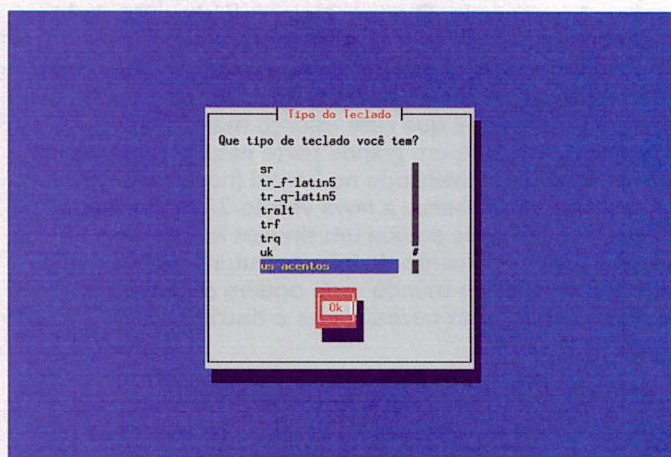 Tipo do Teclado
Que tipo de teclado você tem?
sr
tr_f-latin5
tr_q-latin5
tralt
trf
trq
uk
#
us-acentos
Ok